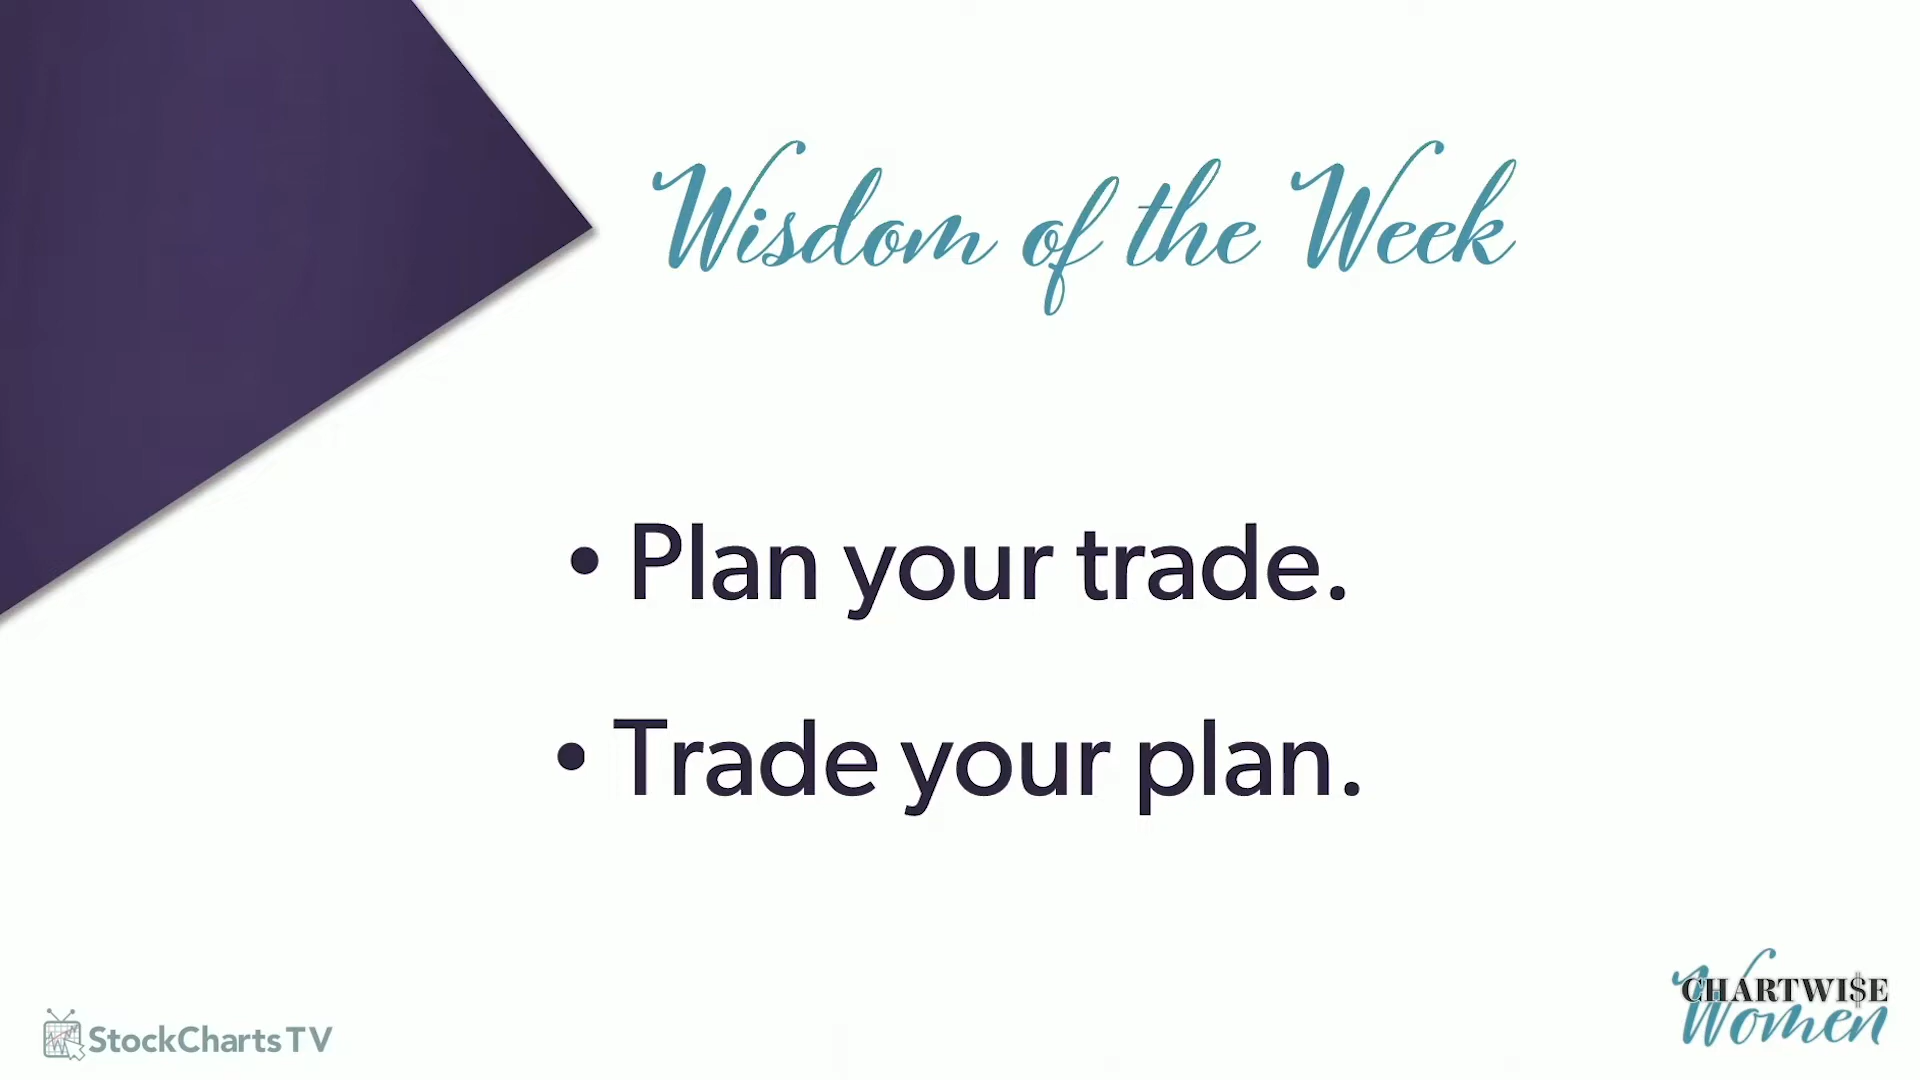 Wisdom of the Week
• Plan your trade.
• Trade your plan.
StockCharts TV
CHARTWI$E
Women